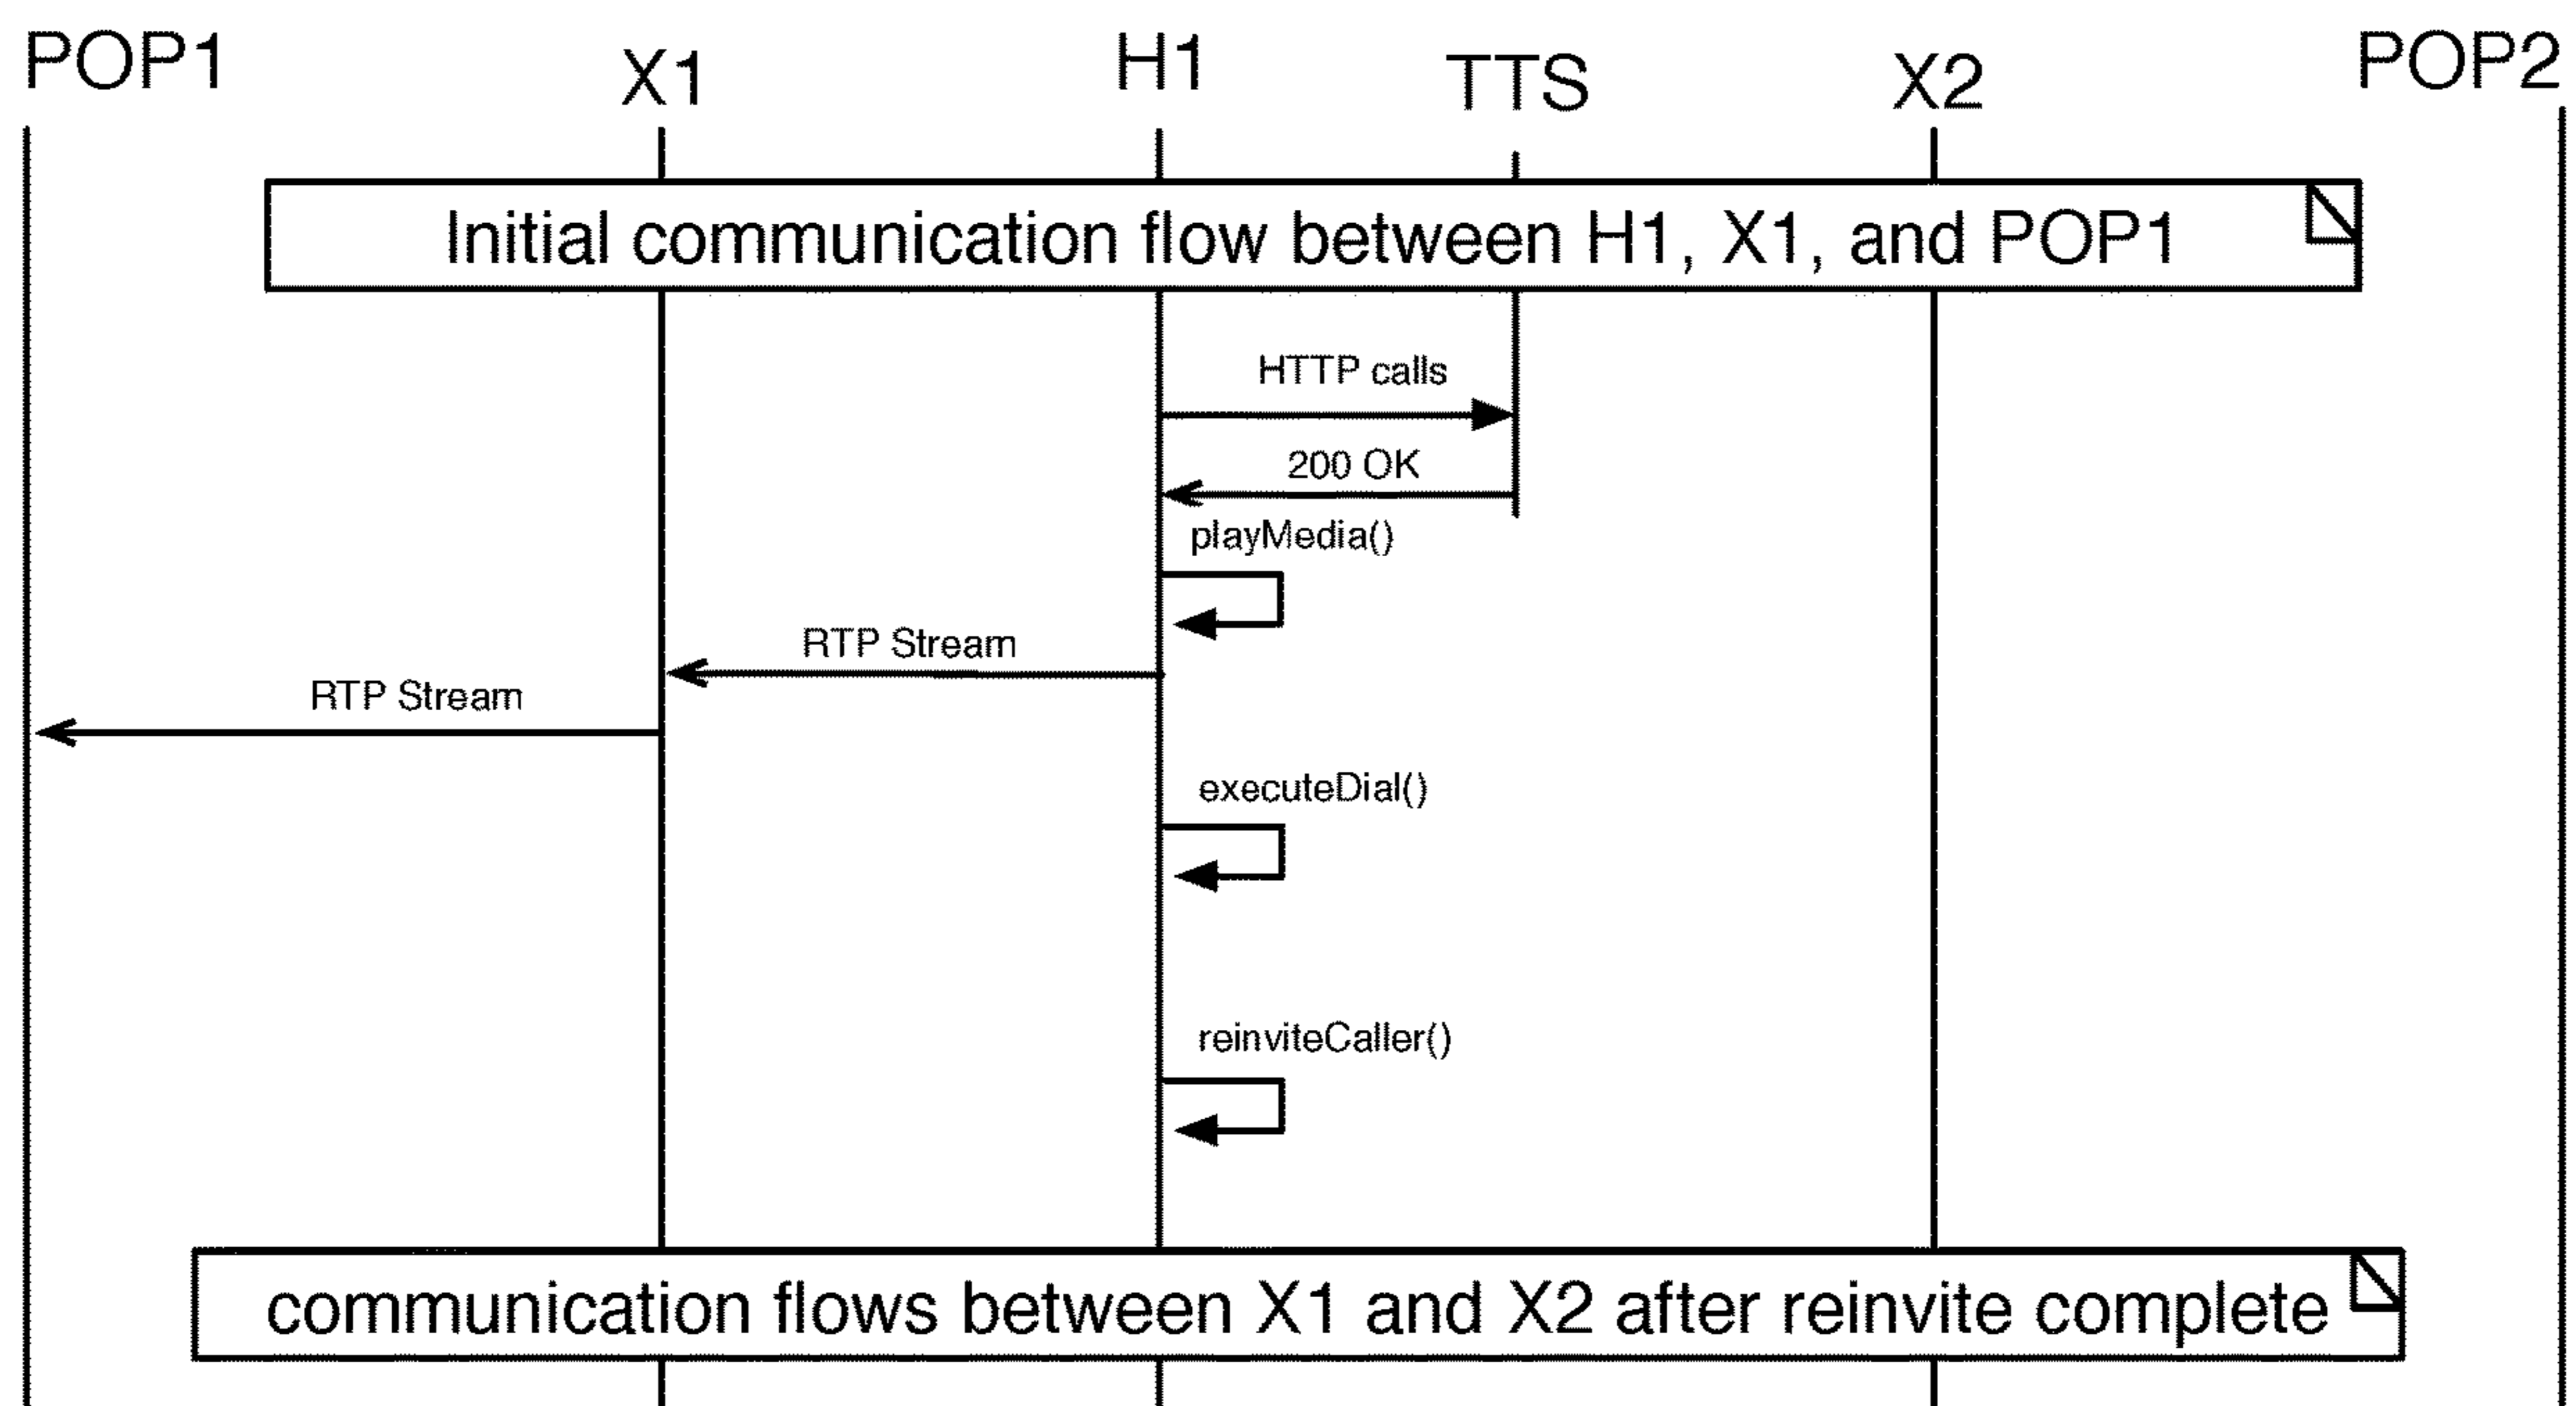 POP1
X1
H1
TTS
X2
POP2
Initial communication flow between H1, X1, and POP1
HTTP calls
200 OK
playMedia()
RTP Stream
RTP Stream
executeDial()
reinviteCaller()
communication flows between X1 and X2 after reinvite complete